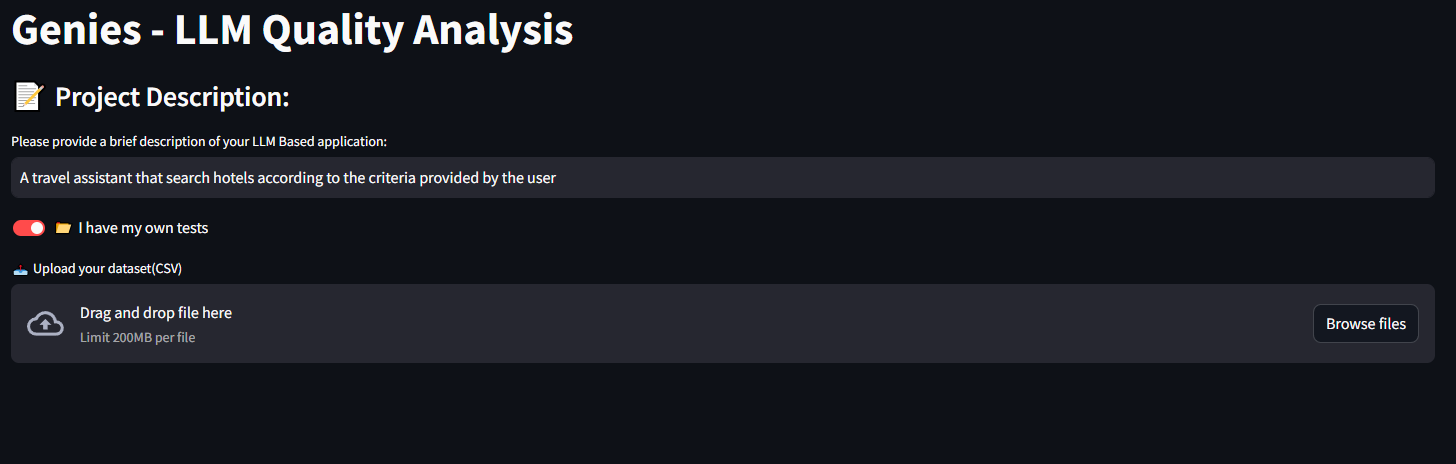 Genies - LLM Quality Analysis
📝 Project Description:
Please provide a brief description of your LLM Based application:
A travel assistant that search hotels according to the criteria provided by the user
📂 I have my own tests
📤 Upload your dataset(CSV)
Drag and drop file here
Limit 200MB per file
Browse files